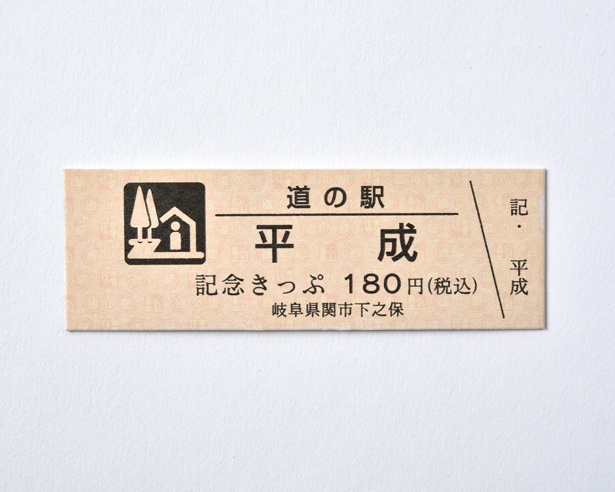 道の駅
平成
記念きっぷ 180円(税込)
岐阜県関市下之保
記・平成